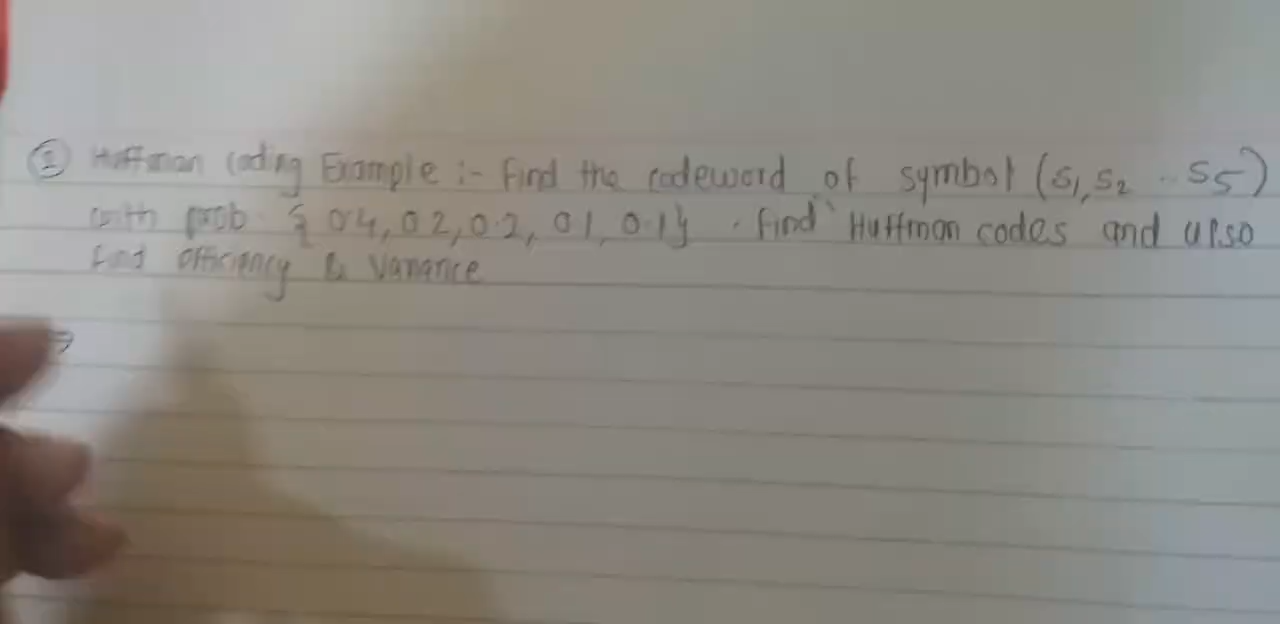 ① Huffman Coding Example :- Find the codeword of symbol (S1, S2 .. S5)
with prob. { 0.4, 0.2, 0.2, 0.1, 0.1} . Find Huffman codes and also
find efficiency & Variance
⇒